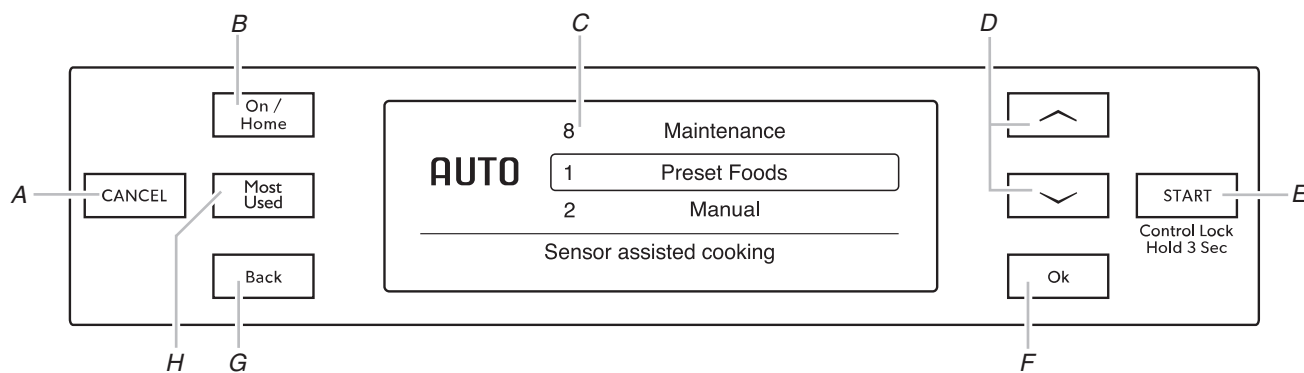 B
C
D
On /
Home
8 Maintenance
AUTO
1 Preset Foods
A
CANCEL
Most
Used
2 Manual
START
E
Control Lock
Hold 3 Sec
Sensor assisted cooking
Back
Ok
H
G
F